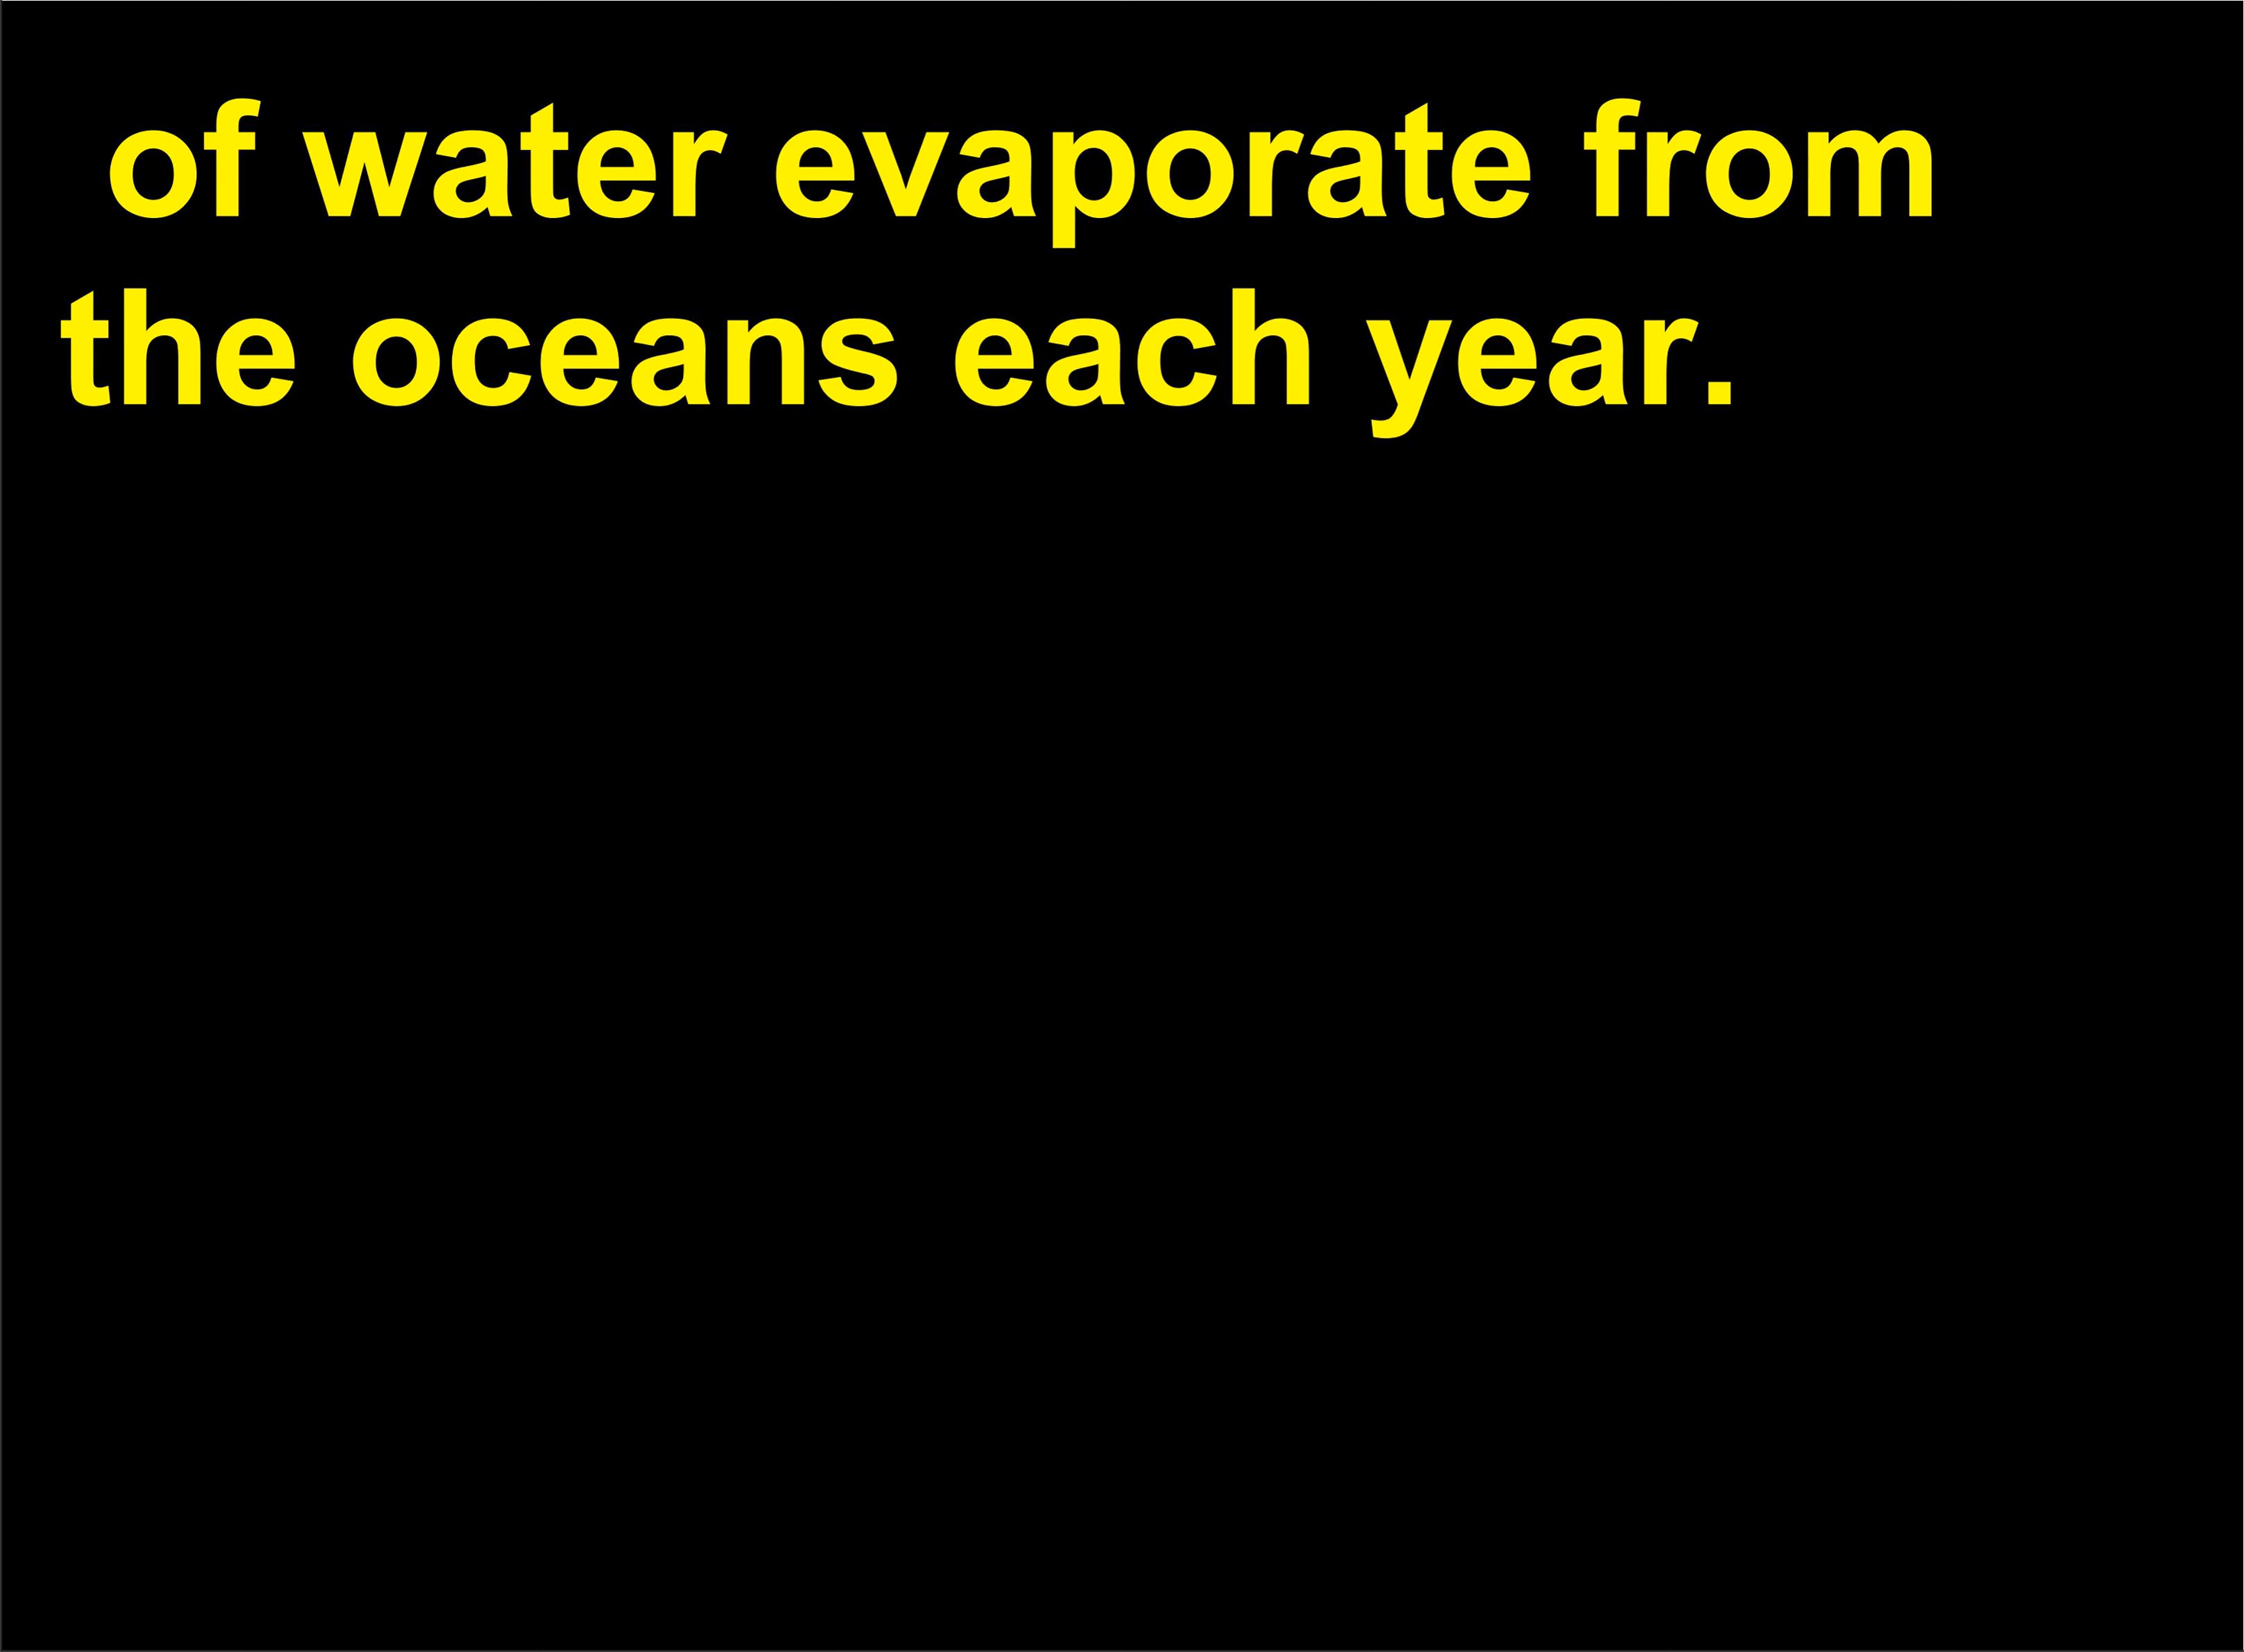 of water evaporate from
the oceans each year.